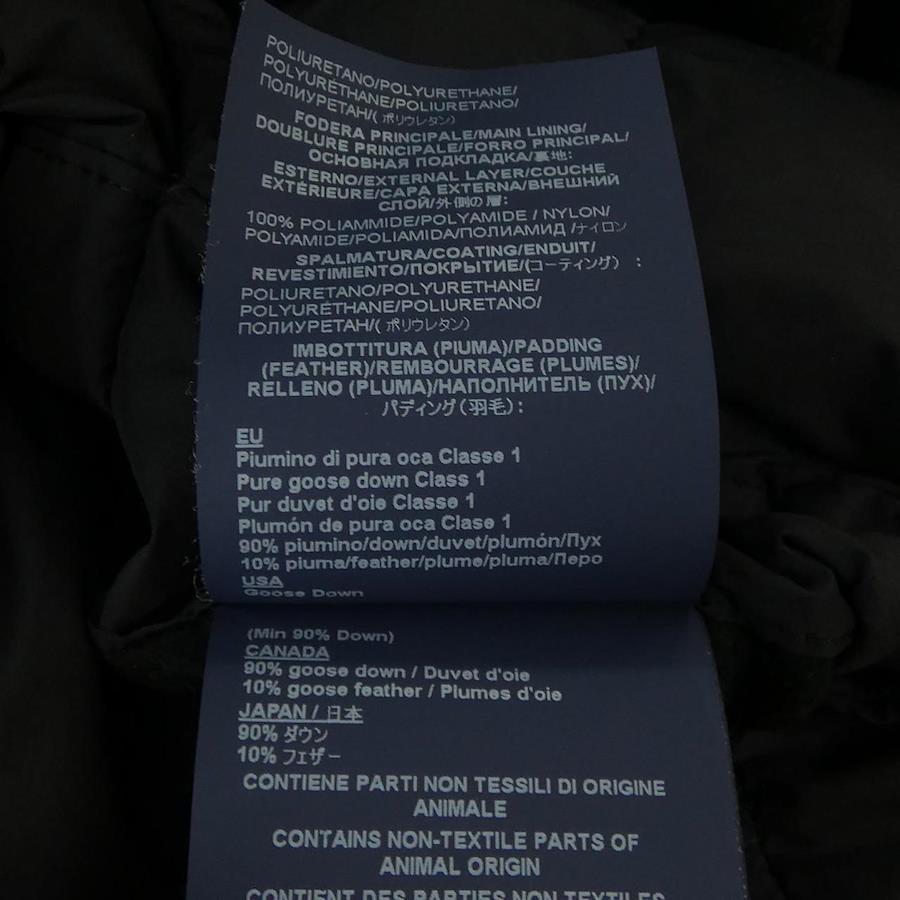 POLIURETANO/POLYURETHANE/
POLYURÉTHANE/POLIURETANO/
ПОЛИУРЕТАН/(ポリウレタン)
FODERA PRINCIPALE/MAIN LINING/
DOUBLURE PRINCIPALE/FORRO PRINCIPAL/
ОСНОВНАЯ ПОДКЛАДКА/裏地:
ESTERNO/EXTERNAL LAYER/COUCHE
EXTÉRIEURE/CAPA EXTERNA/ВНЕШНИЙ
СЛОЙ/外側の層:
100% POLIAMMIDE/POLYAMIDE / NYLON/
POLYAMIDE/POLIAMIDA/ПОЛИАМИД /ナイロン
SPALMATURA/COATING/ENDUIT/
REVESTIMIENTO/ПОКРЫТИЕ/(コーティング) :
POLIURETANO/POLYURETHANE/
POLYURÉTHANE/POLIURETANO/
ПОЛИУРЕТАН/(ポリウレタン)
IMBOTTITURA (PIUMA)/PADDING
(FEATHER)/REMBOURRAGE (PLUMES)/
RELLENO (PLUMA)/НАПОЛНИТЕЛЬ (ПУХ)/
パディング(羽毛):
EU
Piumino di pura oca Classe 1
Pure goose down Class 1
Pur duvet d'oie Classe 1
Plumón de pura oca Clase 1
90% piumino/down/duvet/plumón/Пух
10% piuma/feather/plume/pluma/Перо
USA
Goose Down
(Min 90% Down)
CANADA
90% goose down / Duvet d'oie
10% goose feather / Plumes d'oie
JAPAN / 日本
90% ダウン
10% フェザー
CONTIENE PARTI NON TESSILI DI ORIGINE
ANIMALE
CONTAINS NON-TEXTILE PARTS OF
ANIMAL ORIGIN
CONTIENT DES PARTIES NON TEXTILES